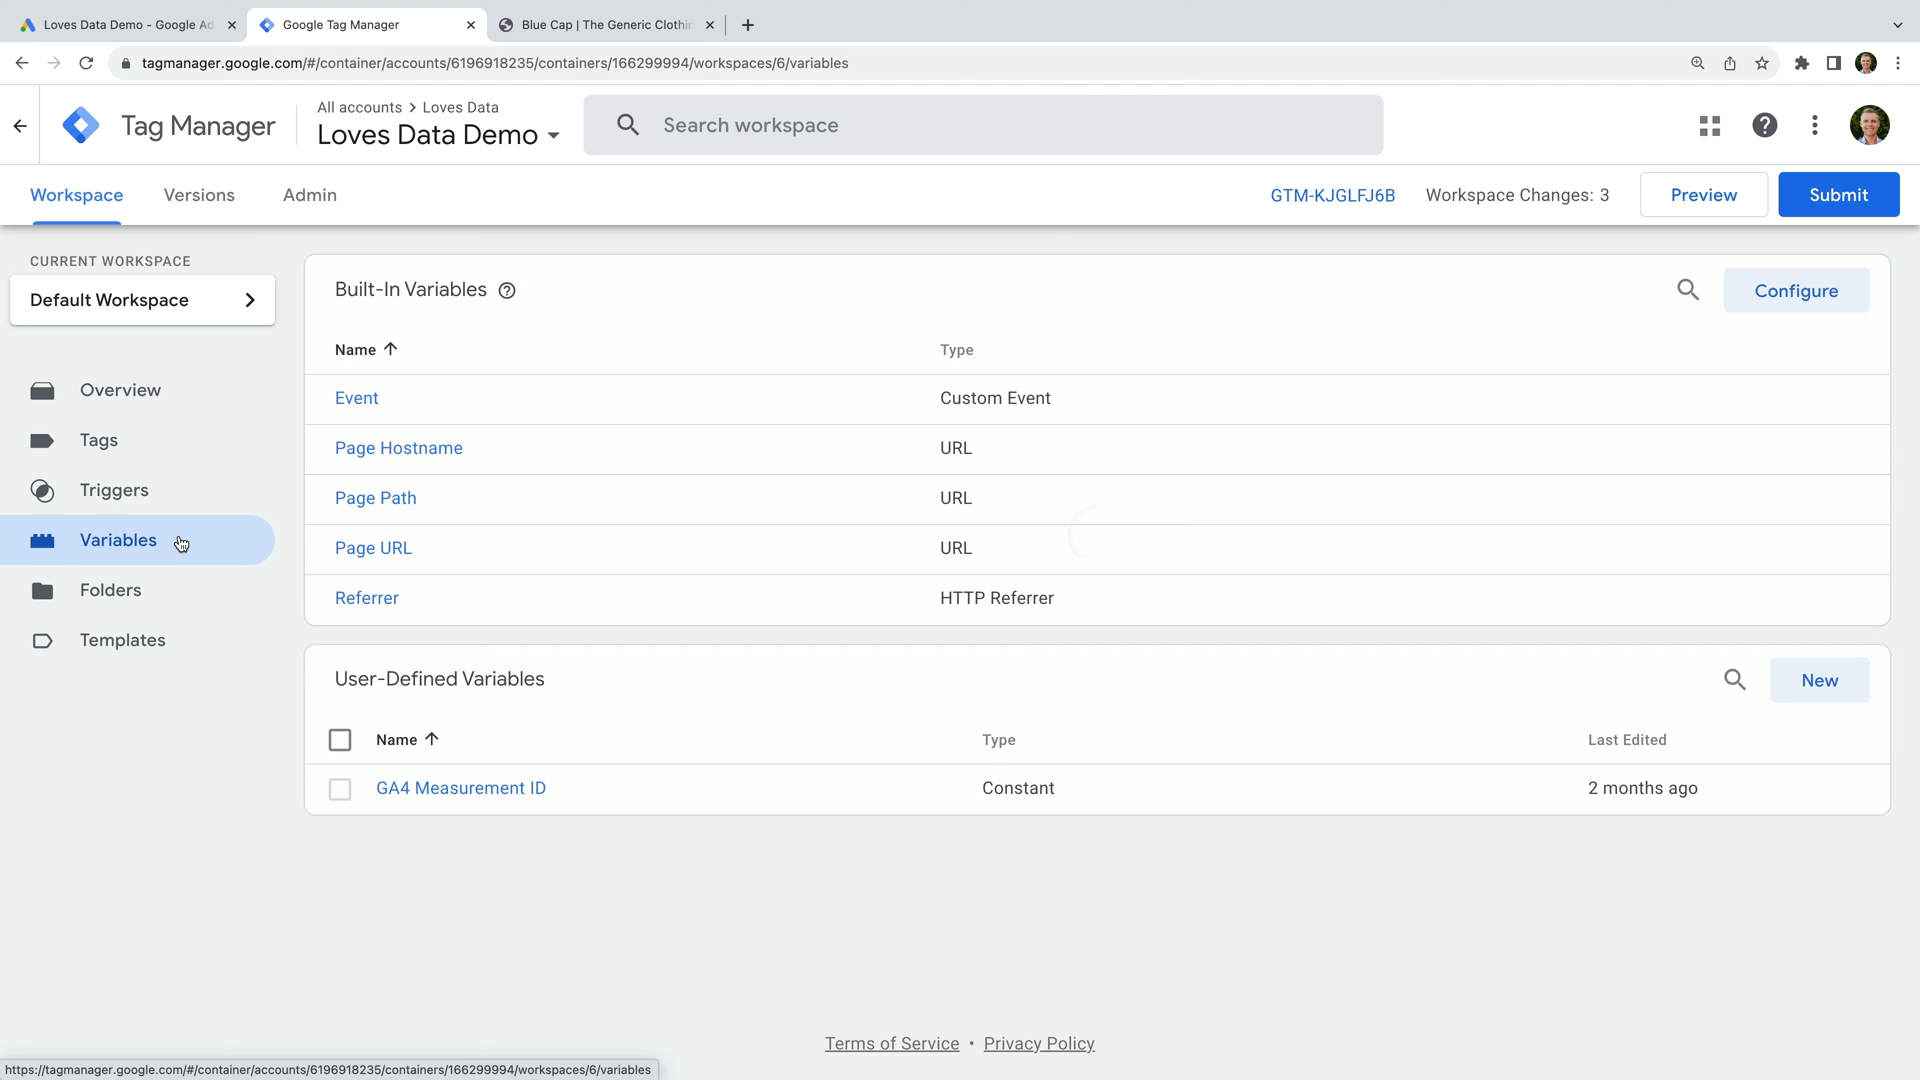 Loves Data Demo - Google Ad
Google Tag Manager
Blue Cap | The Generic Clothin
tagmanager.google.com/#/container/accounts/6196918235/containers/166299994/workspaces/6/variables
Tag Manager
All accounts > Loves Data
Loves Data Demo
Search workspace
Workspace
Versions
Admin
GTM-KJGLFJ6B
Workspace Changes: 3
Preview
Submit
CURRENT WORKSPACE
Default Workspace
Overview
Tags
Triggers
Variables
Folders
Templates
Built-In Variables
Configure
Name
Type
Event
Custom Event
Page Hostname
URL
Page Path
URL
Page URL
URL
Referrer
HTTP Referrer
User-Defined Variables
New
Name
Type
Last Edited
GA4 Measurement ID
Constant
2 months ago
Terms of Service • Privacy Policy
https://tagmanager.google.com/#/container/accounts/6196918235/containers/166299994/workspaces/6/variables